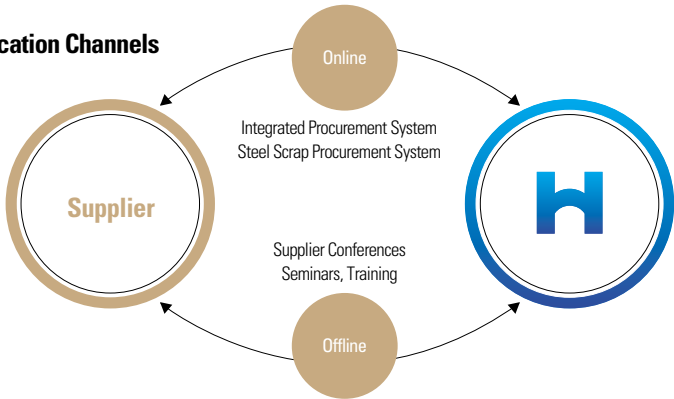 cation Channels
Online
Integrated Procurement System
Steel Scrap Procurement System
Supplier
H
Supplier Conferences
Seminars, Training
Offline